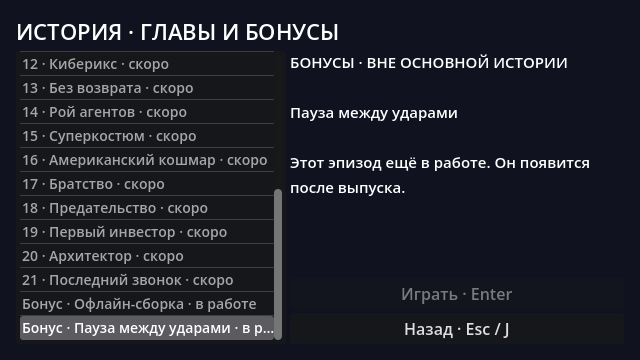 ИСТОРИЯ · ГЛАВЫ И БОНУСЫ
12 · Киберикс · скоро
13 · Без возврата · скоро
14 · Рой агентов · скоро
15 · Суперкостюм · скоро
16 · Американский кошмар · скоро
17 · Братство · скоро
18 · Предательство · скоро
19 · Первый инвестор · скоро
20 · Архитектор · скоро
21 · Последний звонок · скоро
Бонус · Офлайн-сборка · в работе
Бонус · Пауза между ударами · в р...
БОНУСЫ · ВНЕ ОСНОВНОЙ ИСТОРИИ
Пауза между ударами
Этот эпизод ещё в работе. Он появится
после выпуска.
Играть · Enter
Назад · Esc / J